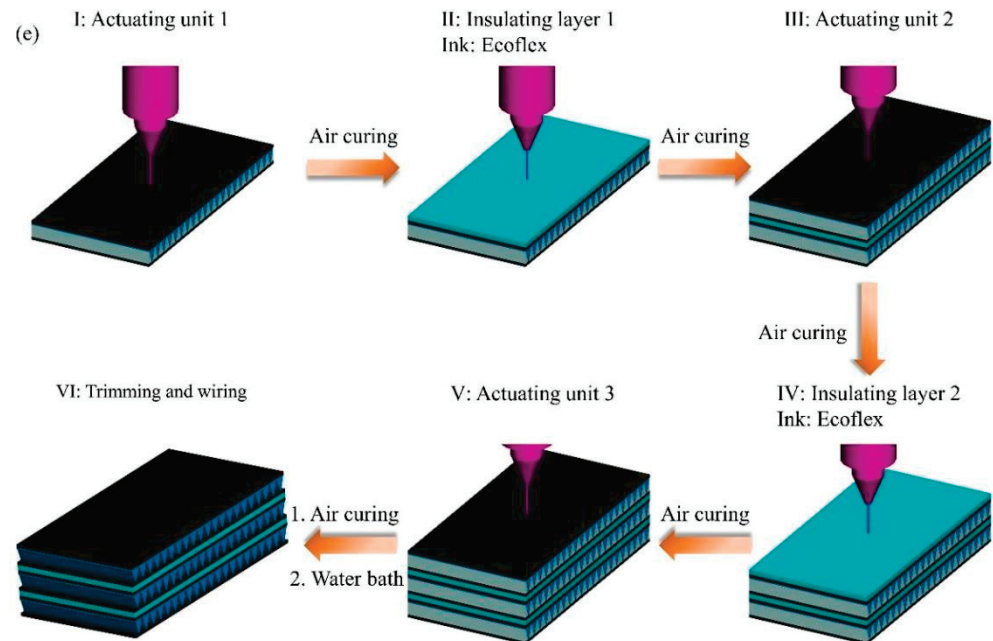 (e)
I: Actuating unit 1
Air curing
II: Insulating layer 1
Ink: Ecoflex
Air curing
III: Actuating unit 2
Air curing
IV: Insulating layer 2
Ink: Ecoflex
Air curing
V: Actuating unit 3
1. Air curing
2. Water bath
VI: Trimming and wiring